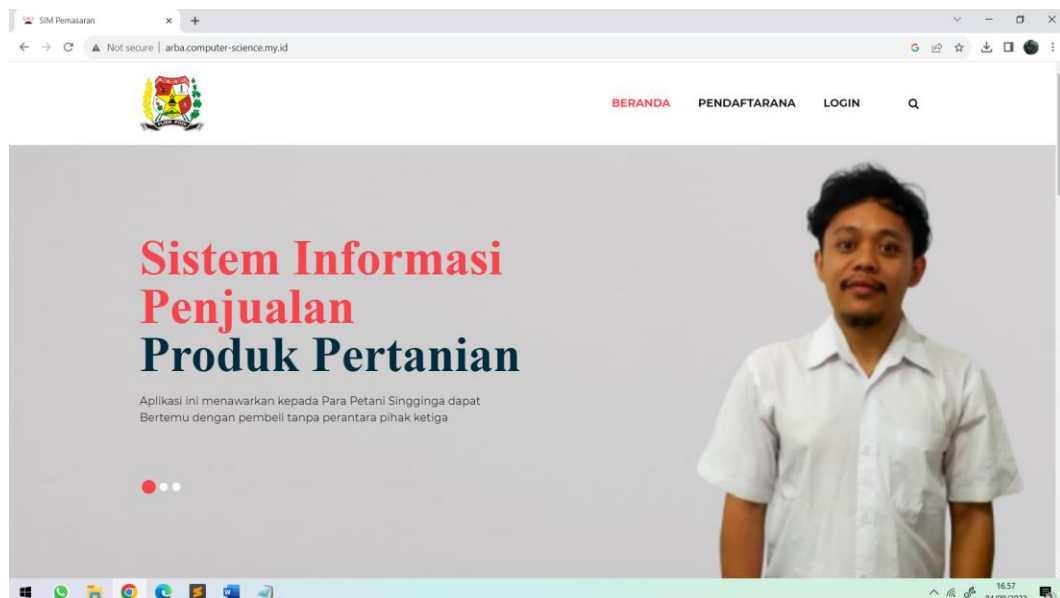 SIM Pemasaran
Not secure | arba.computer-science.my.id
BERANDA PENDAFTARANA LOGIN
Sistem Informasi
Penjualan
Produk Pertanian
Aplikasi ini menawarkan kepada Para Petani Singginga dapat
Bertemu dengan pembeli tanpa perantara pihak ketiga
16.57